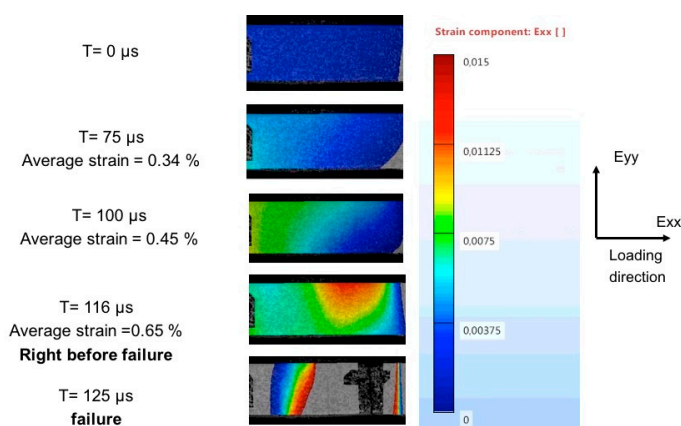 T= 0 µs
T= 75 µs
Average strain = 0.34 %
T= 100 µs
Average strain = 0.45 %
T= 116 µs
Average strain =0.65 %
Right before failure
T= 125 µs
failure
Strain component: Exx [ ]
0,015
0,01125
0,0075
0,00375
0
Eyy
Exx
Loading
direction